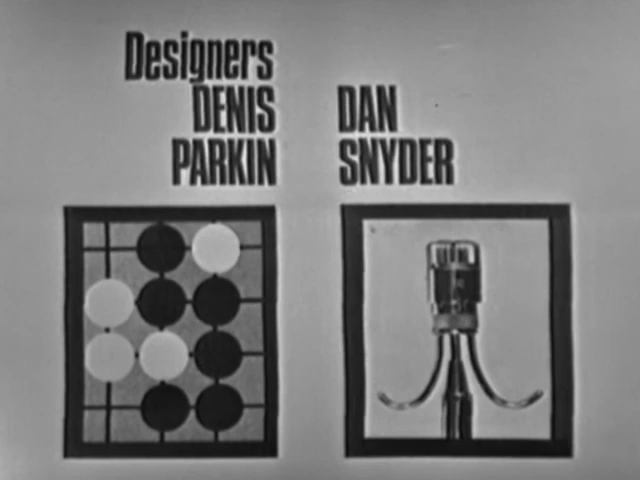 Designers
DENIS
PARKIN
DAN
SNYDER